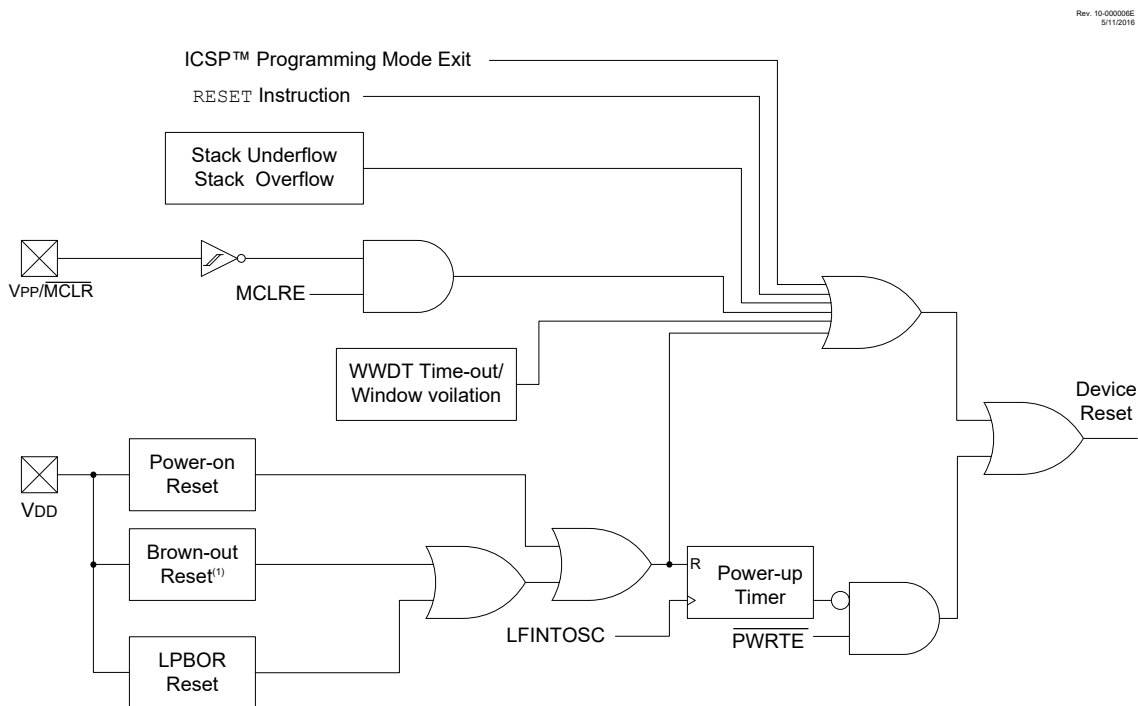 Rev. 10-000006E
5/11/2016
ICSP™ Programming Mode Exit
RESET Instruction
Stack Underflow
Stack Overflow
VPP/M̅C̅L̅R̅
MCLRE
WWDT Time-out/
Window voilation
Device
Reset
Power-on
Reset
VDD
Brown-out
Reset(1)
R
Power-up
Timer
LFINTOSC
P̅W̅R̅T̅E̅
LPBOR
Reset